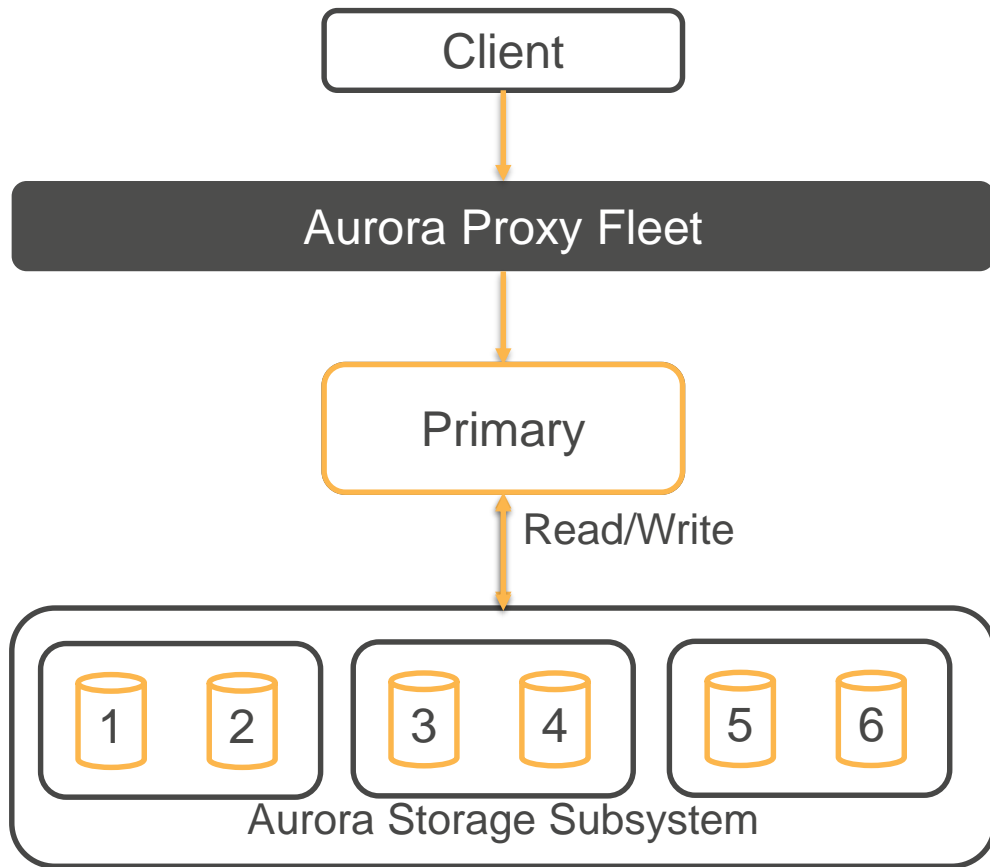 Client
Aurora Proxy Fleet
Primary
Read/Write
1 2 3 4 5 6
Aurora Storage Subsystem